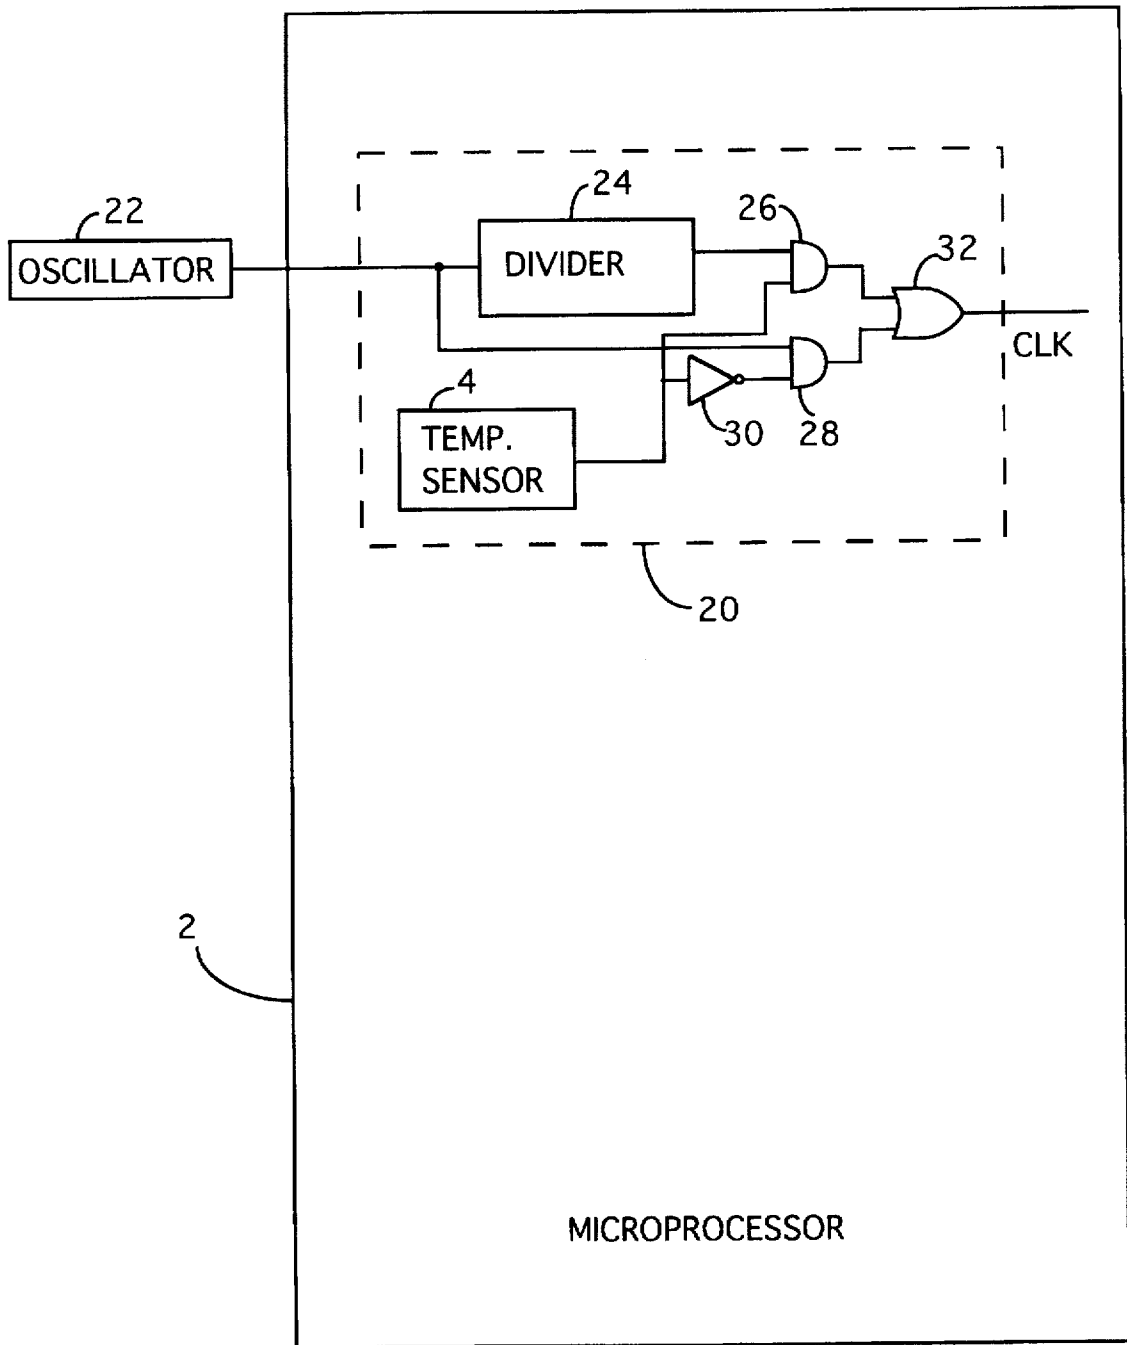 24
22
26
OSCILLATOR
DIVIDER
32
CLK
4
TEMP.
SENSOR
30
28
20
2
MICROPROCESSOR